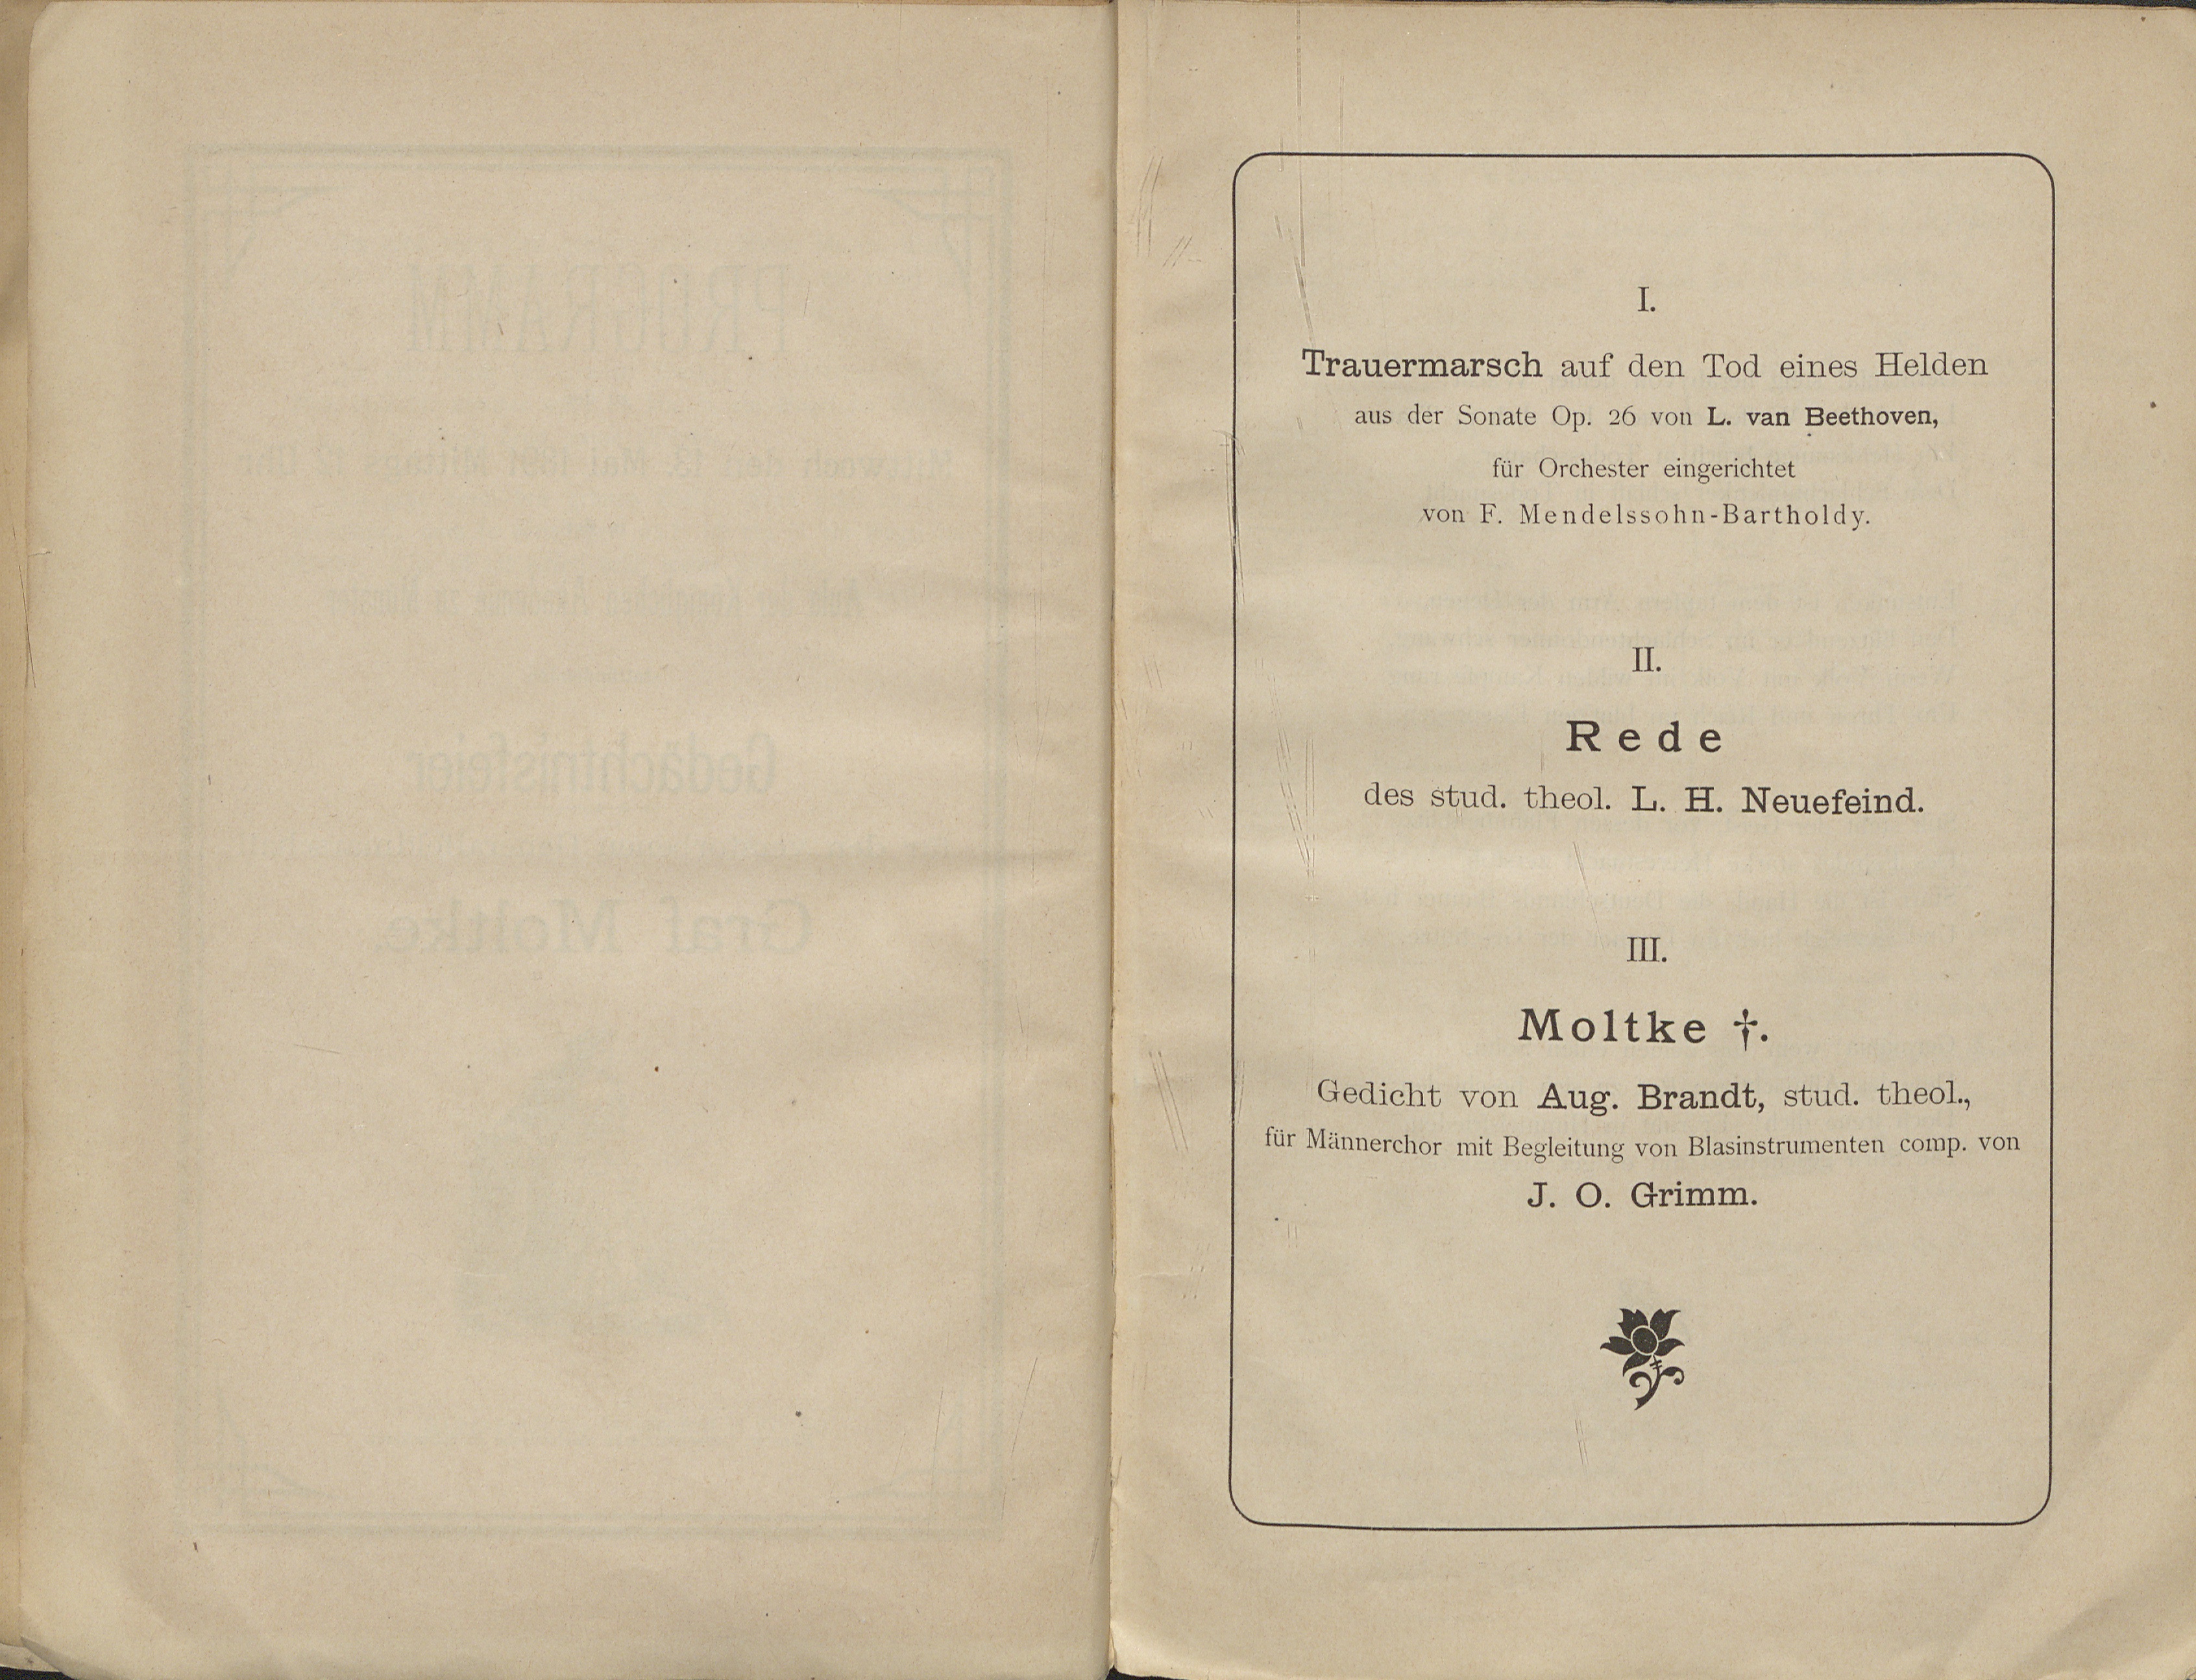 I.
Trauermarsch auf den Tod eines Helden
aus der Sonate Op. 26 von L. van Beethoven,
für Orchester eingerichtet
von F. Mendelssohn-Bartholdy.
II.
Rede
des stud. theol. L. H. Neuefeind.
III.
Moltke †.
Gedicht von Aug. Brandt, stud. theol.,
für Männerchor mit Begleitung von Blasinstrumenten comp. von
J. O. Grimm.